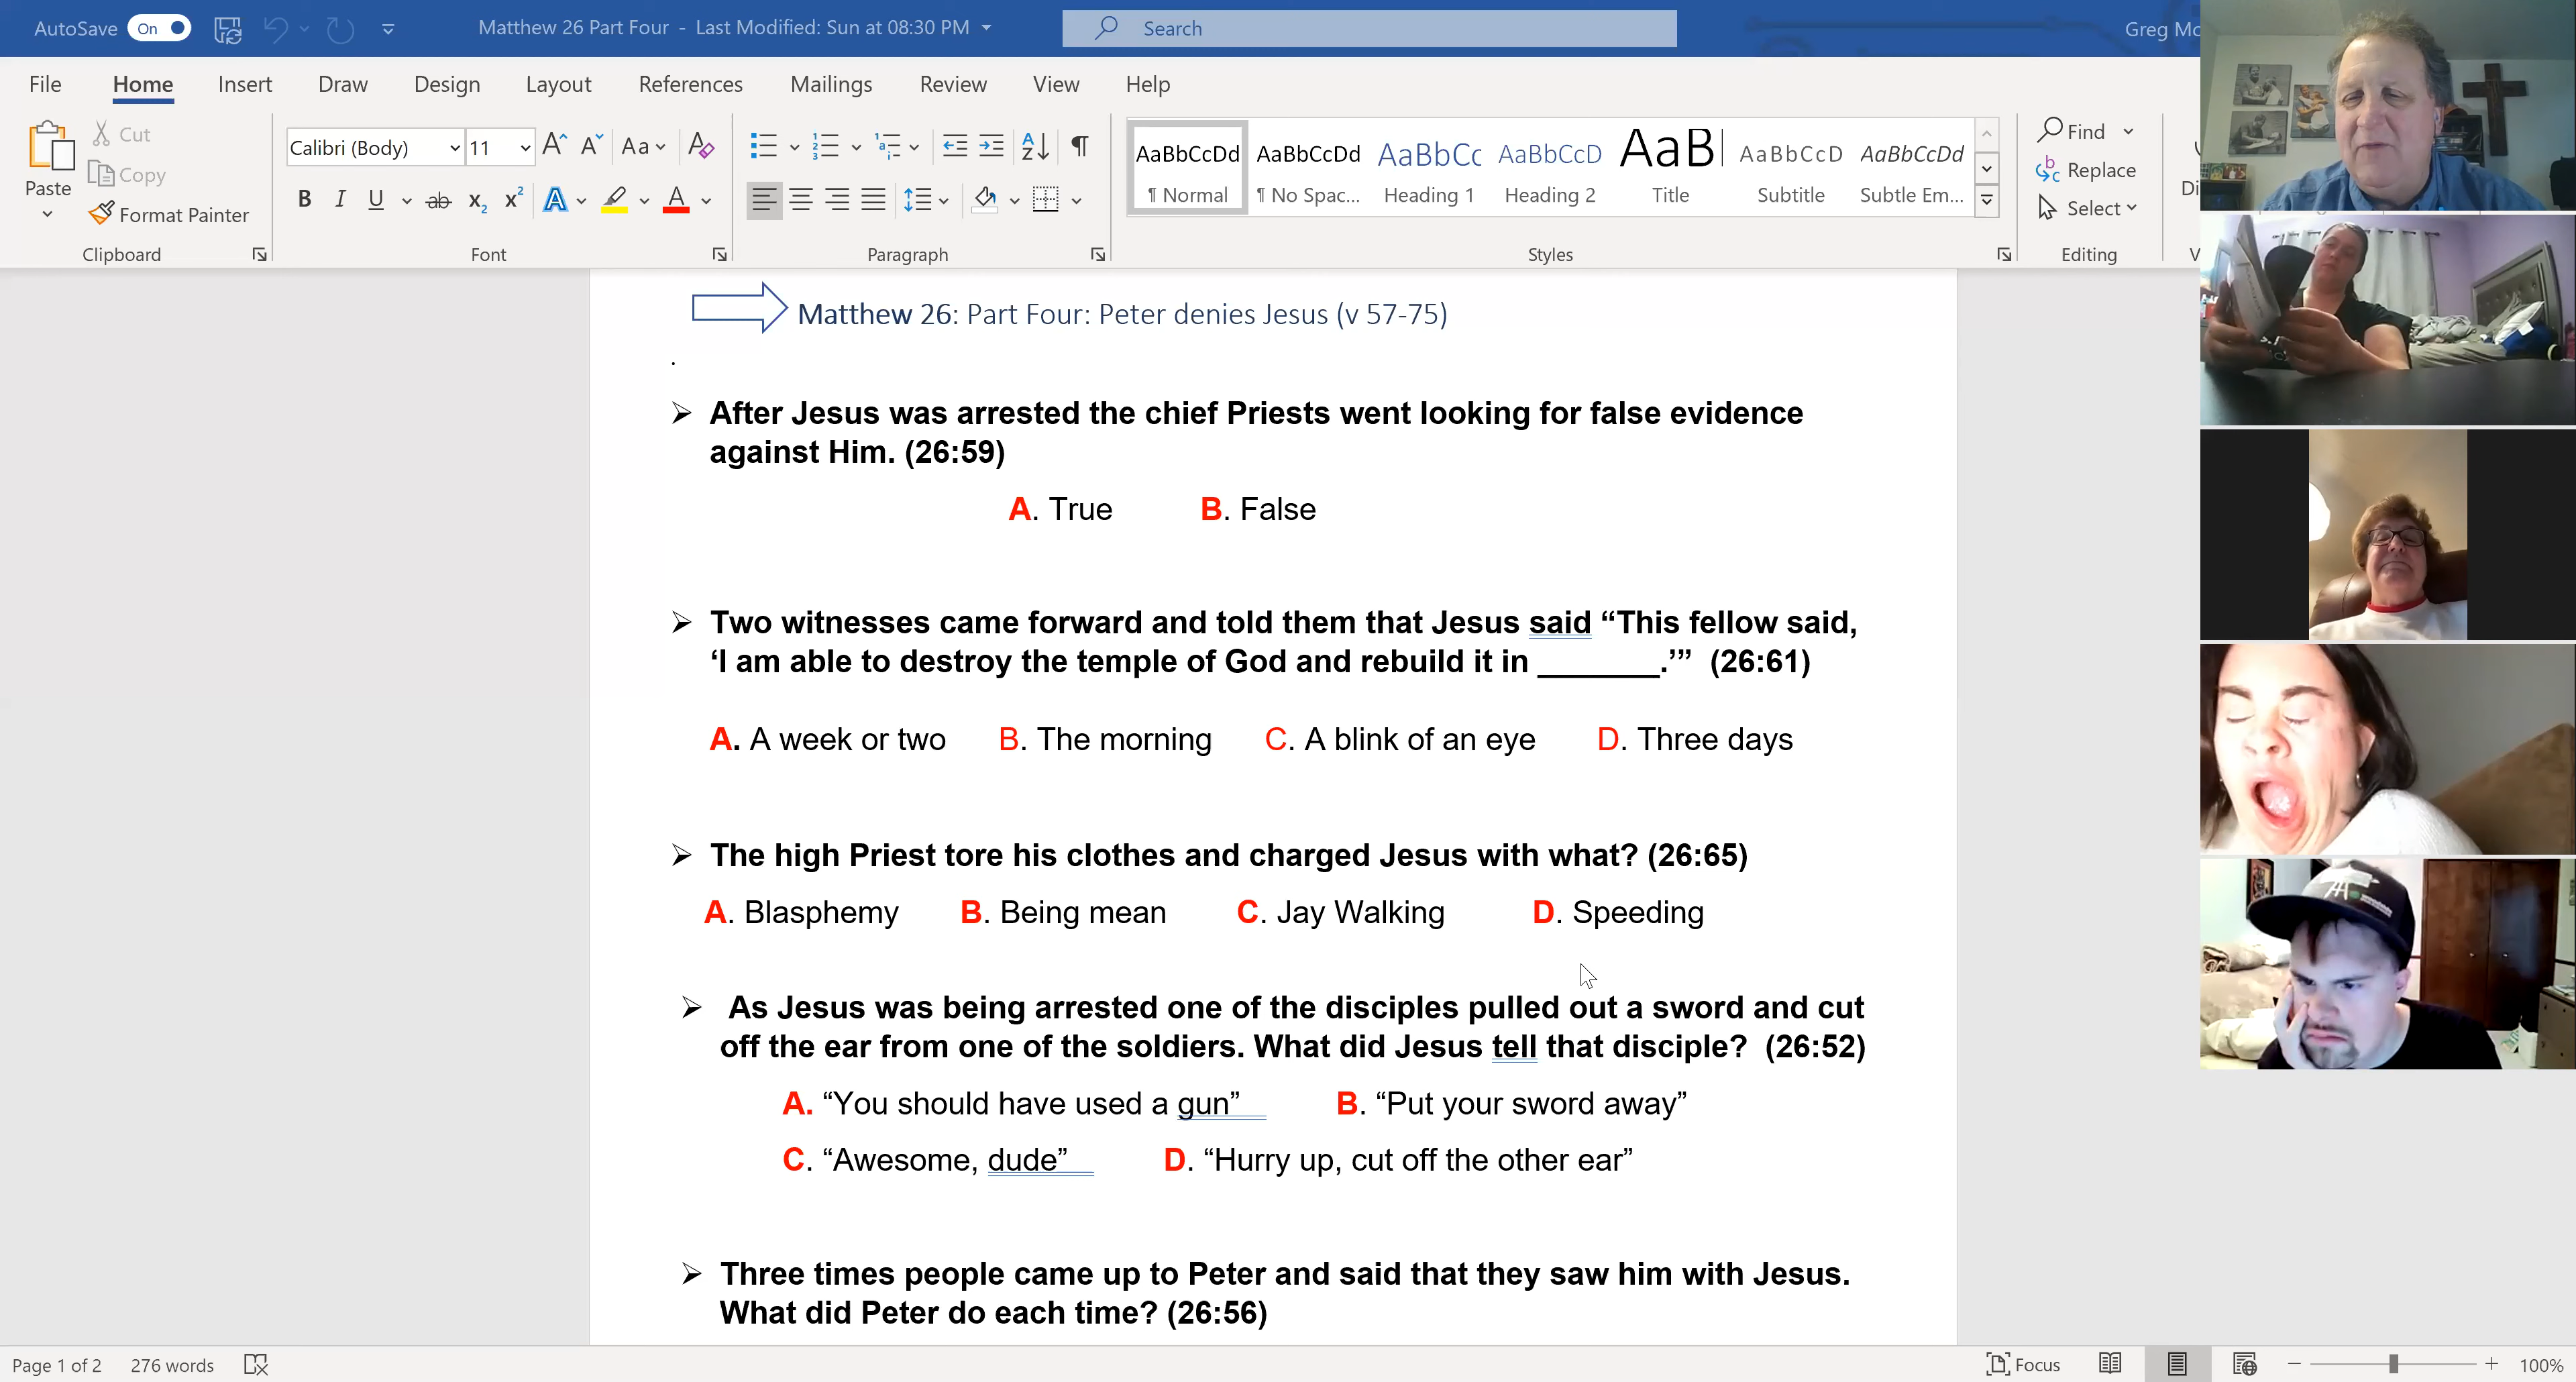 AutoSave On Matthew 26 Part Four - Last Modified: Sun at 08:30 PM Search Greg
File Home Insert Draw Design Layout References Mailings Review View Help
Paste Cut Copy Format Painter
Calibri (Body) 11 Aa
B I U ab x2 x2 A A
AaBbCcDd AaBbCcDd AaBbCc AaBbCcD AaB AaBbCcD AaBbCcDd
¶ Normal ¶ No Spac... Heading 1 Heading 2 Title Subtitle Subtle Em...
Find
Replace
Select
Clipboard Font Paragraph Styles Editing
Matthew 26: Part Four: Peter denies Jesus (v 57-75)
.
➢ After Jesus was arrested the chief Priests went looking for false evidence
against Him. (26:59)
A. True B. False
➢ Two witnesses came forward and told them that Jesus said “This fellow said,
‘I am able to destroy the temple of God and rebuild it in _______.’” (26:61)
A. A week or two B. The morning C. A blink of an eye D. Three days
➢ The high Priest tore his clothes and charged Jesus with what? (26:65)
A. Blasphemy B. Being mean C. Jay Walking D. Speeding
➢ As Jesus was being arrested one of the disciples pulled out a sword and cut
off the ear from one of the soldiers. What did Jesus tell that disciple? (26:52)
A. “You should have used a gun” B. “Put your sword away”
C. “Awesome, dude” D. “Hurry up, cut off the other ear”
➢ Three times people came up to Peter and said that they saw him with Jesus.
What did Peter do each time? (26:56)
Page 1 of 2 276 words Focus 100%